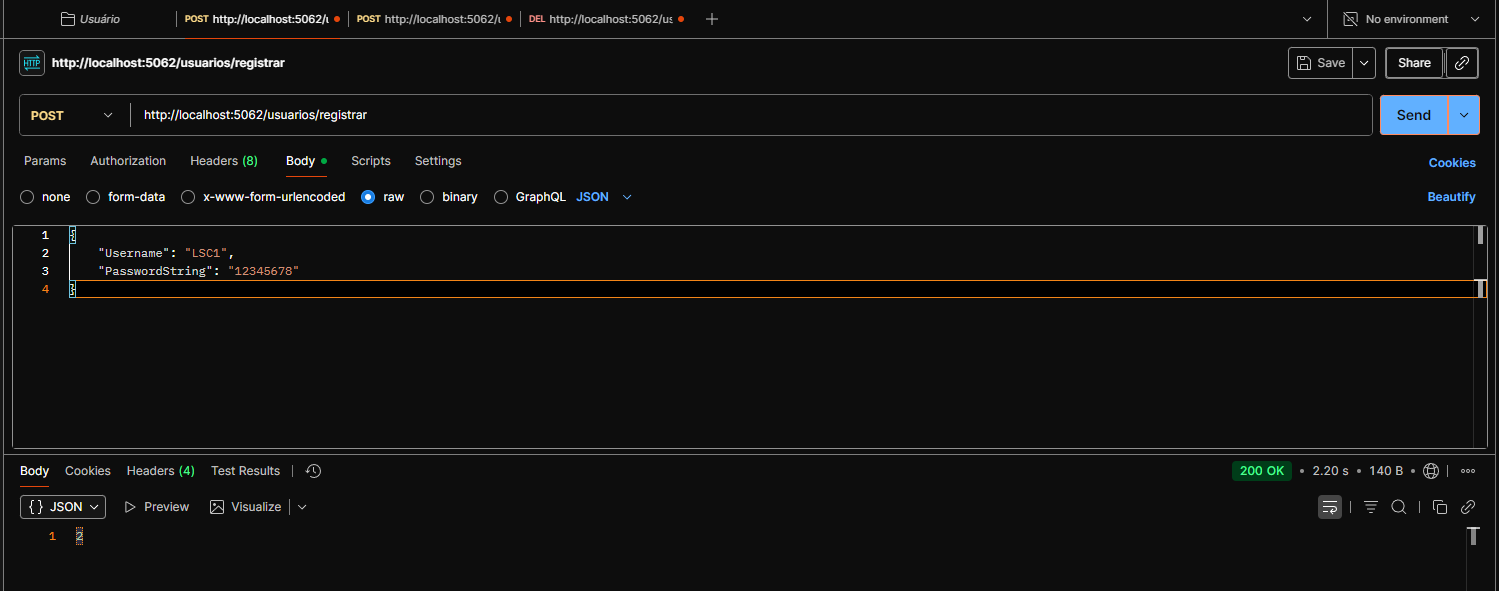 Usuário POST http://localhost:5062/u POST http://localhost:5062/u DEL http://localhost:5062/us No environment
HTTP http://localhost:5062/usuarios/registrar Save Share
POST http://localhost:5062/usuarios/registrar Send
Params Authorization Headers (8) Body Scripts Settings Cookies
none form-data x-www-form-urlencoded raw binary GraphQL JSON Beautify
1 {
2 "Username": "LSC1",
3 "PasswordString": "12345678"
4 }
Body Cookies Headers (4) Test Results 200 OK • 2.20 s • 140 B •
{} JSON Preview Visualize
1 2